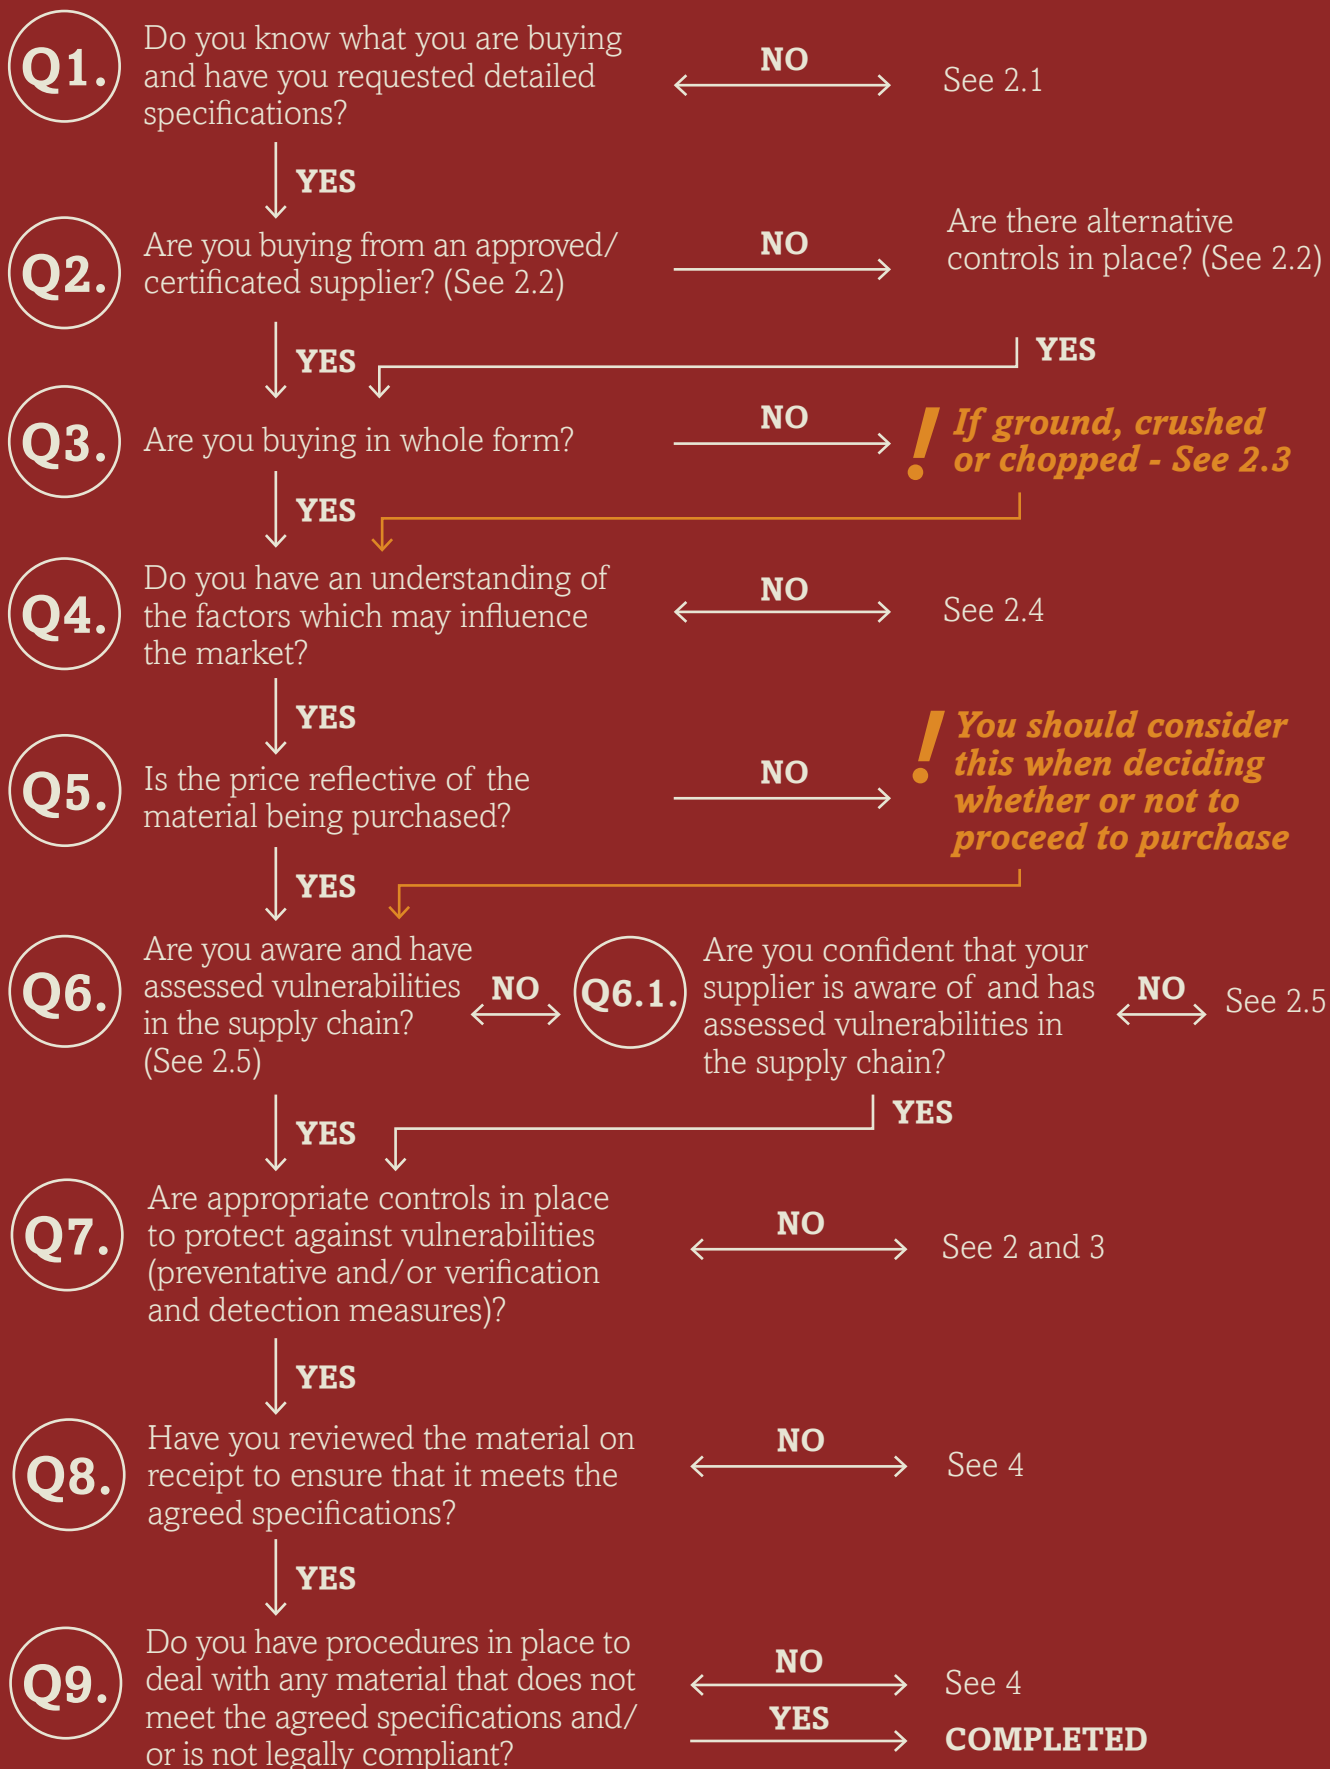 Q1.
Do you know what you are buying
and have you requested detailed
specifications?
NO
See 2.1
YES
Q2.
Are you buying from an approved/
certificated supplier? (See 2.2)
NO
Are there alternative
controls in place? (See 2.2)
YES
YES
Q3.
Are you buying in whole form?
NO
! If ground, crushed
or chopped - See 2.3
YES
Q4.
Do you have an understanding of
the factors which may influence
the market?
NO
See 2.4
YES
Q5.
Is the price reflective of the
material being purchased?
NO
! You should consider
this when deciding
whether or not to
proceed to purchase
YES
Q6.
Are you aware and have
assessed vulnerabilities
in the supply chain?
(See 2.5)
NO
Q6.1.
Are you confident that your
supplier is aware of and has
assessed vulnerabilities in
the supply chain?
NO
See 2.5
YES
YES
Q7.
Are appropriate controls in place
to protect against vulnerabilities
(preventative and/or verification
and detection measures)?
NO
See 2 and 3
YES
Q8.
Have you reviewed the material on
receipt to ensure that it meets the
agreed specifications?
NO
See 4
YES
Q9.
Do you have procedures in place to
deal with any material that does not
meet the agreed specifications and/
or is not legally compliant?
NO
See 4
YES
COMPLETED